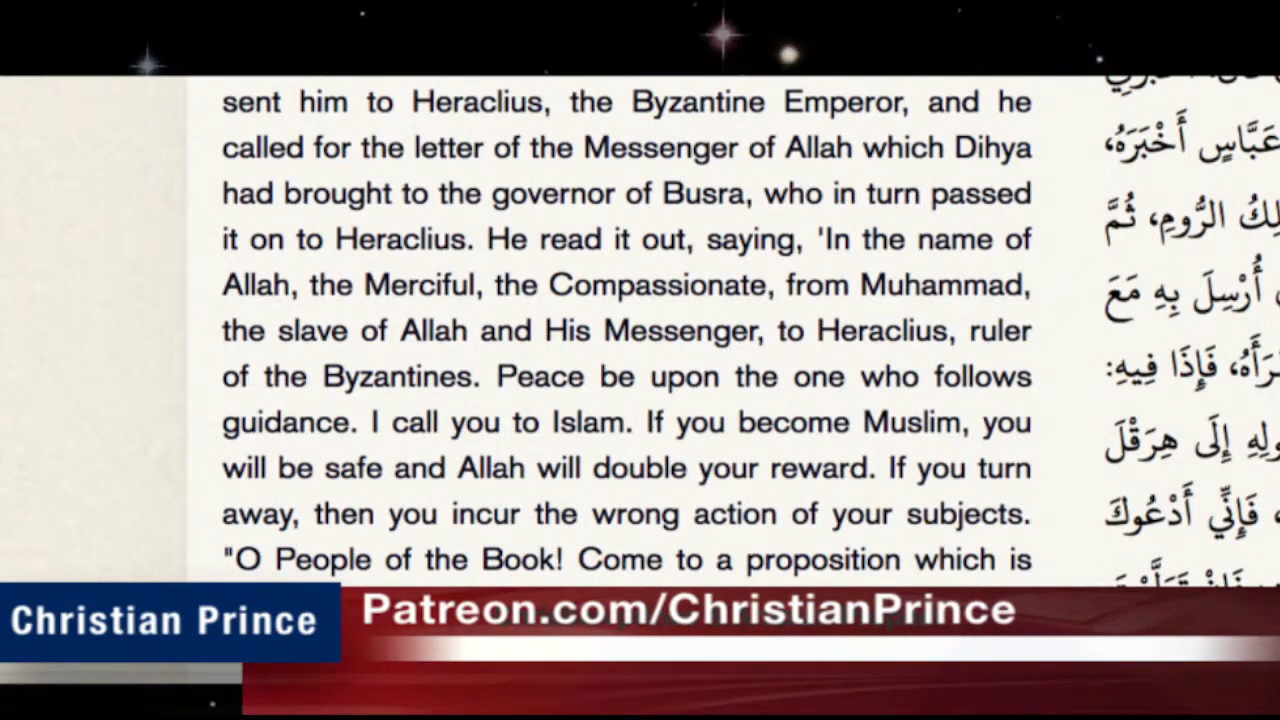 sent him to Heraclius, the Byzantine Emperor, and he
called for the letter of the Messenger of Allah which Dihya
had brought to the governor of Busra, who in turn passed
it on to Heraclius. He read it out, saying, 'In the name of
Allah, the Merciful, the Compassionate, from Muhammad,
the slave of Allah and His Messenger, to Heraclius, ruler
of the Byzantines. Peace be upon the one who follows
guidance. I call you to Islam. If you become Muslim, you
will be safe and Allah will double your reward. If you turn
away, then you incur the wrong action of your subjects.
"O People of the Book! Come to a proposition which is
عَبَّاسٍ أَخْبَرَهُ،
الرُّومِ، ثُمَّ
أُرْسِلَ بِهِ مَعَ
فَإِذَا فِيهِ:
إِلَى هِرَقْلَ
فَإِنِّي أَدْعُوكَ
Christian Prince
Patreon.com/ChristianPrince